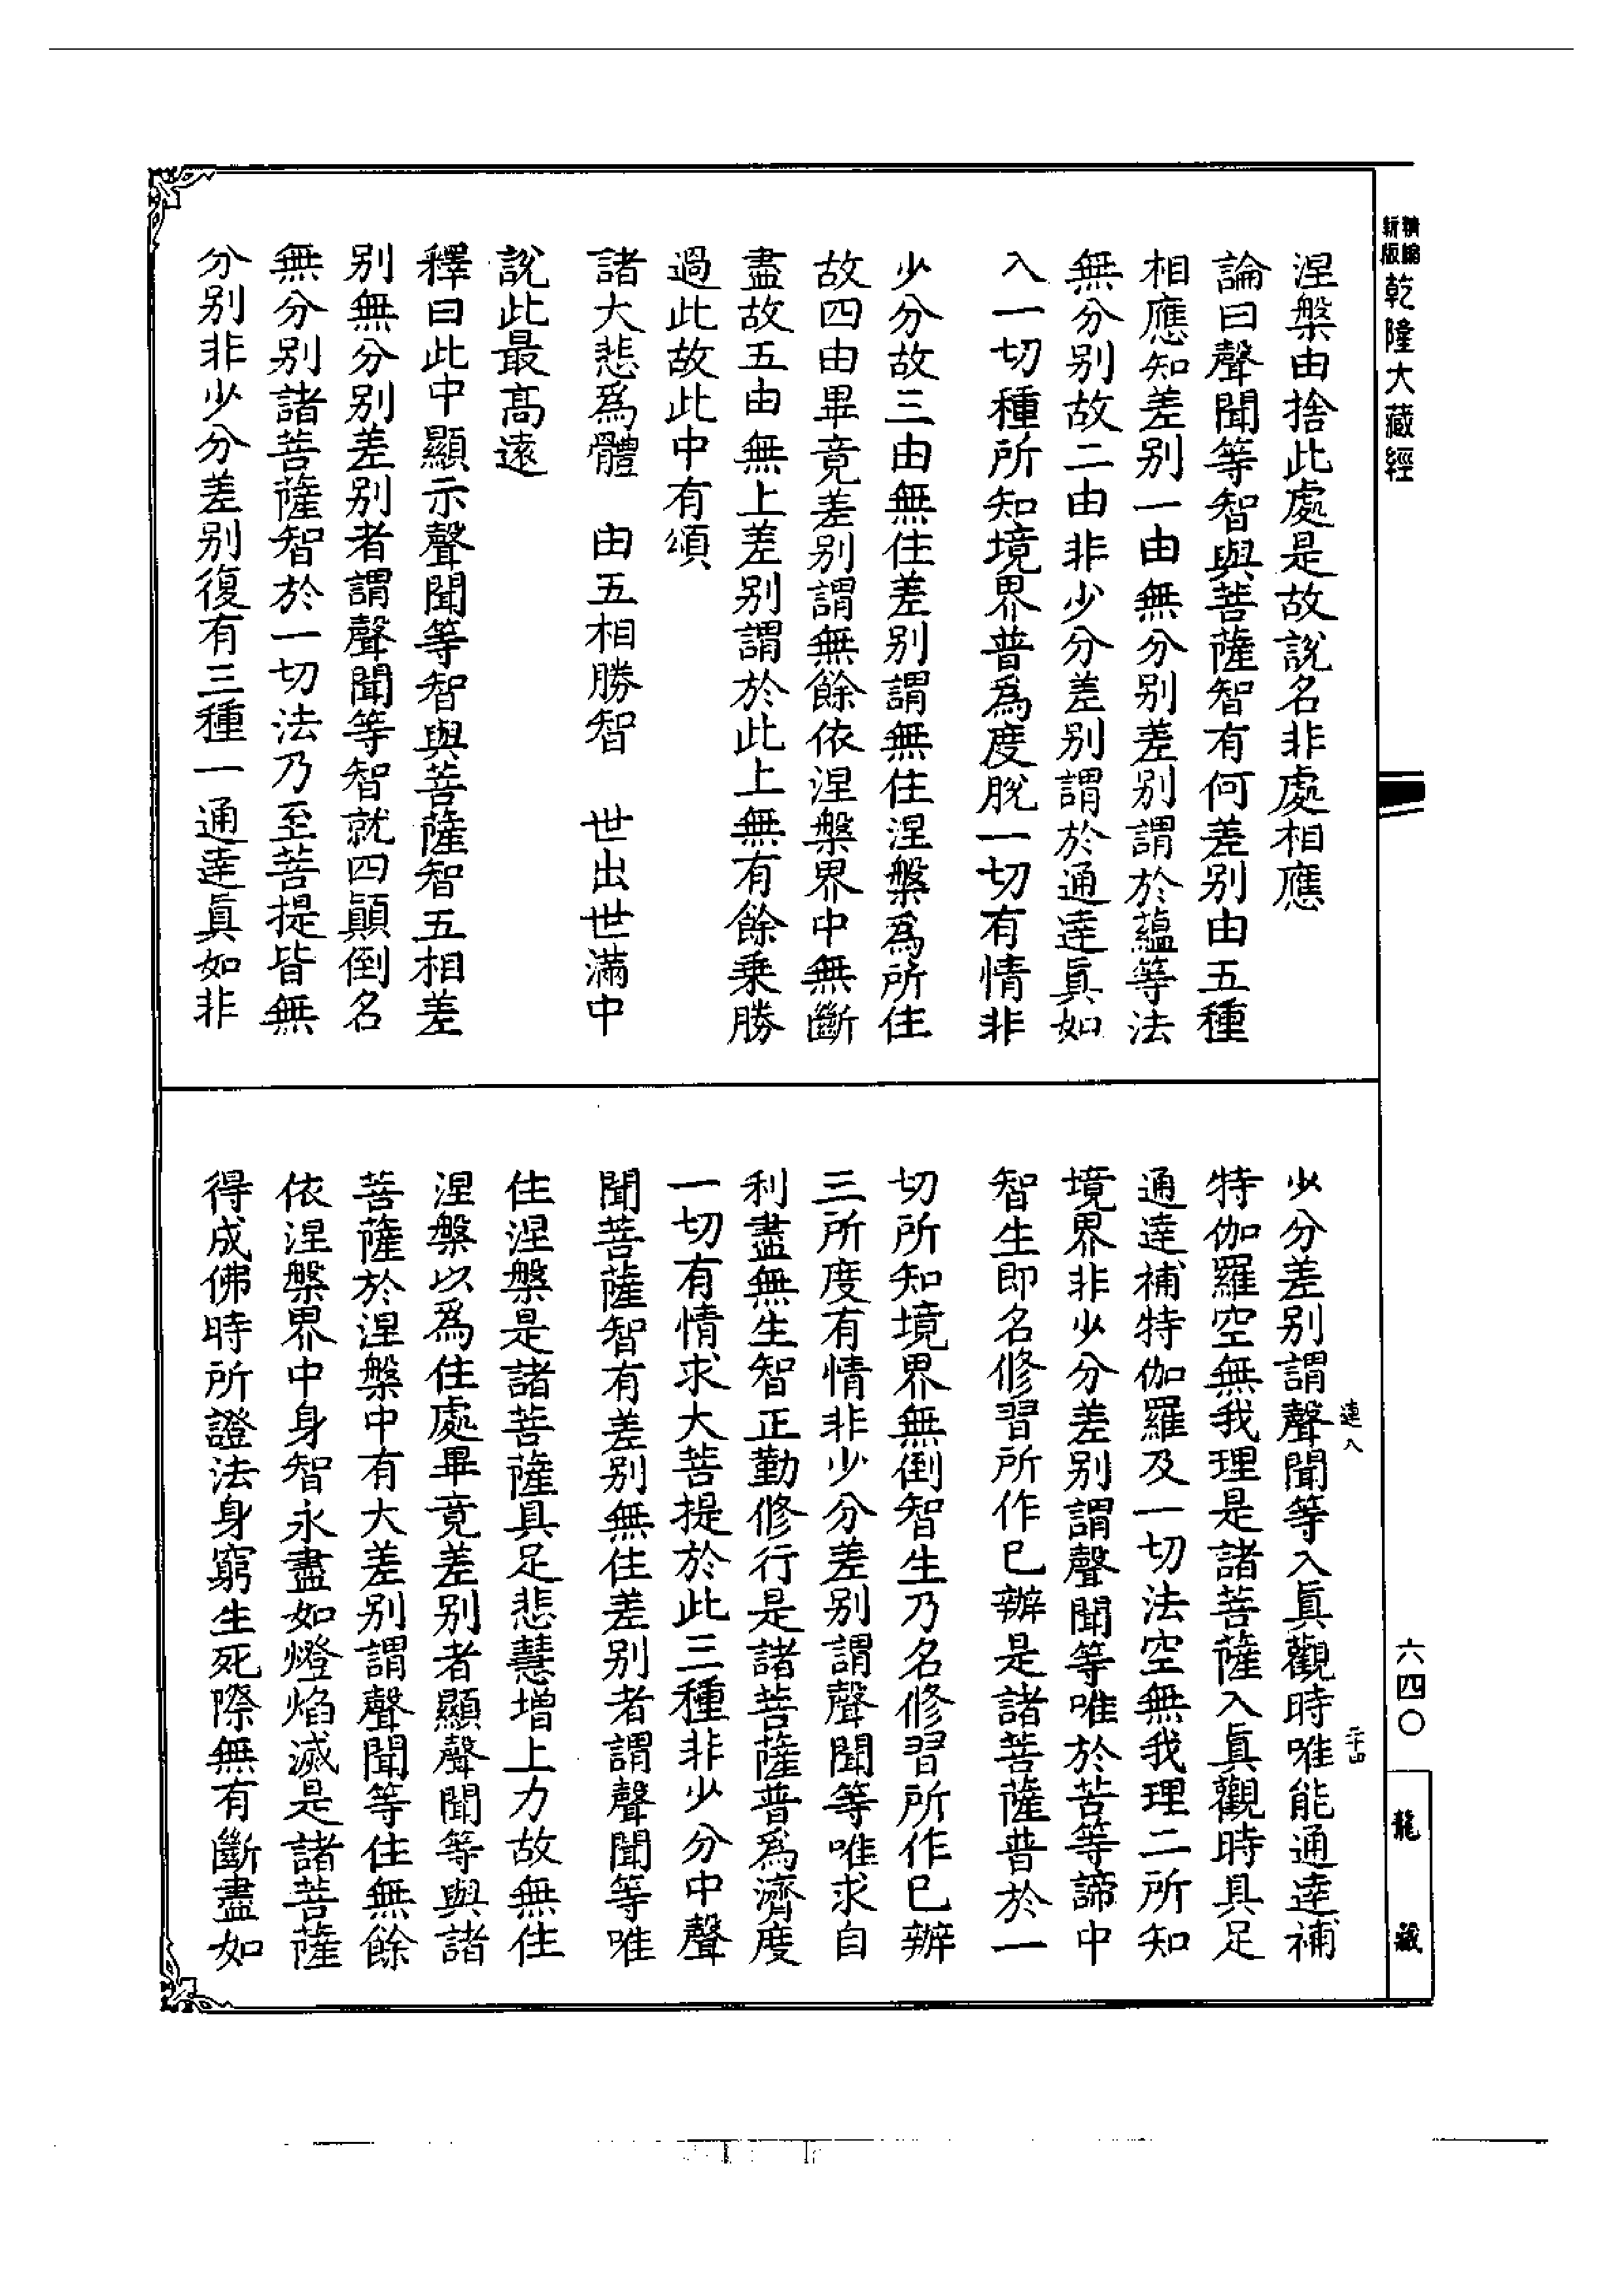 精編
新版
乾隆大藏經
涅槃由捨此處是故說名非處相應
論曰聲聞等智與菩薩智有何差別由五種
相應知差別一由無分別差別謂於蘊等法
無分別故二由非少分差別謂於通達真如
入一切種所知境界普為度脫一切有情非
少分故三由無住差別謂無住涅槃為所住
故四由畢竟差別謂無餘依涅槃界中無斷
盡故五由無上差別謂於此上無有餘乘勝
過此故此中有頌
諸大悲為體 由五相勝智 世出世滿中
說此最高遠
釋曰此中顯示聲聞等智與菩薩智五相差
別無分別差別者謂聲聞等智就四顛倒名
無分別諸菩薩智於一切法乃至菩提皆無
分別非少分差別復有三種一通達真如非
少分差別謂聲聞等入真觀時唯能通達補
特伽羅空無我理是諸菩薩入真觀時具足
通達補特伽羅及一切法空無我理二所知
境界非少分差別謂聲聞等唯於苦等諦中
智生即名修習所作已辦是諸菩薩普於一
切所知境界無倒智生乃名修習所作已辦
三所度有情非少分差別謂聲聞等唯求自
利盡無生智正勤修行是諸菩薩普為濟度
一切有情求大菩提於此三種非少分中聲
聞菩薩智有差別無住差別者謂聲聞等唯
住涅槃是諸菩薩具足悲慧增上力故無住
涅槃以為住處畢竟差別者顯聲聞等與諸
菩薩於涅槃中有大差別謂聲聞等住無餘
依涅槃界中身智永盡如燈焰滅是諸菩薩
得成佛時所證法身窮生死際無有斷盡如
連八
二十四
六四〇
龍藏